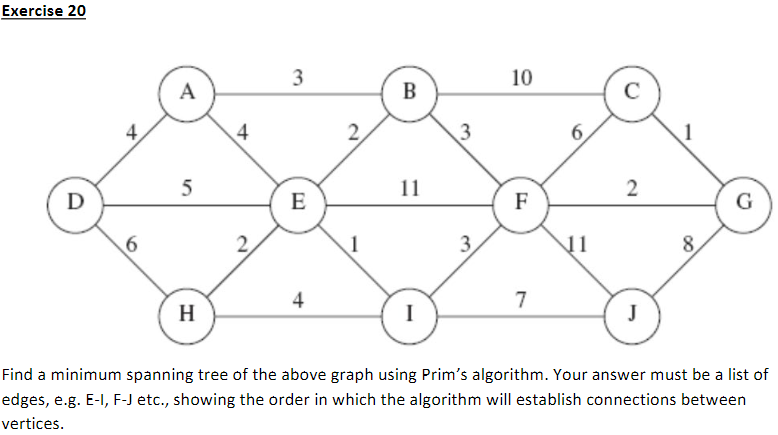 Exercise 20
3 10
A B C
4 4 2 3 6 1
5 11 2
D E F G
6 2 1 3 11 8
4 7
H I J
Find a minimum spanning tree of the above graph using Prim’s algorithm. Your answer must be a list of
edges, e.g. E-I, F-J etc., showing the order in which the algorithm will establish connections between
vertices.